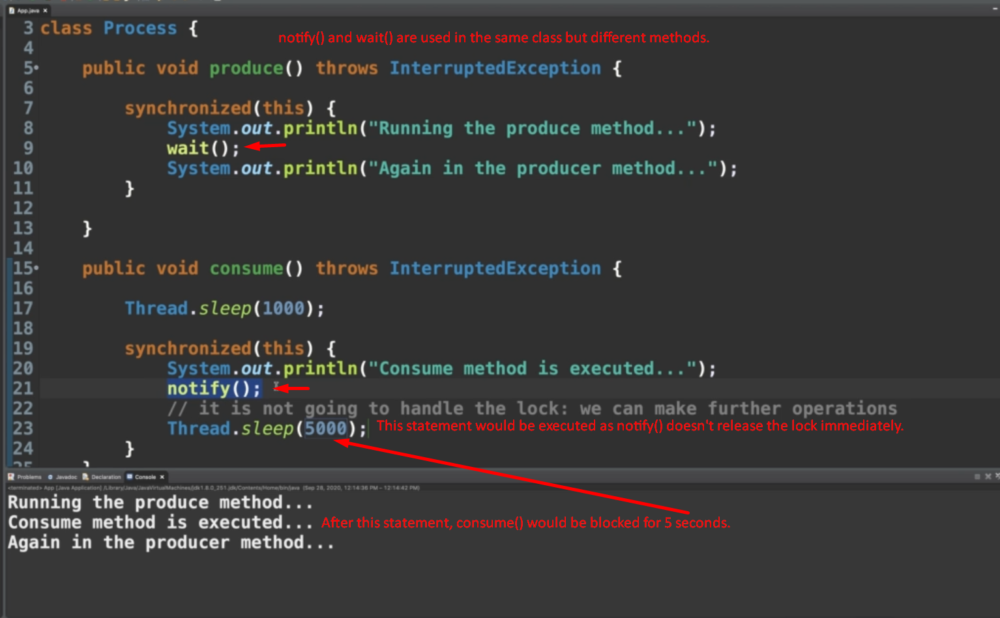 App.java
3 class Process {
notify() and wait() are used in the same class but different methods.
4
5 public void produce() throws InterruptedException {
6
7 synchronized(this) {
8 System.out.println("Running the produce method...");
9 wait();
10 System.out.println("Again in the producer method...");
11 }
12
13 }
14
15 public void consume() throws InterruptedException {
16
17 Thread.sleep(1000);
18
19 synchronized(this) {
20 System.out.println("Consume method is executed...");
21 notify();
22 // it is not going to handle the lock: we can make further operations
23 Thread.sleep(5000); This statement would be executed as notify() doesn't release the lock immediately.
24 }
25 }
Problems Javadoc Declaration Console
<terminated> App [Java Application] /Library/Java/JavaVirtualMachines/jdk1.8.0_251.jdk/Contents/Home/bin/java (Sep 28, 2020, 12:14:36 PM – 12:14:42 PM)
Running the produce method...
Consume method is executed... After this statement, consume() would be blocked for 5 seconds.
Again in the producer method...